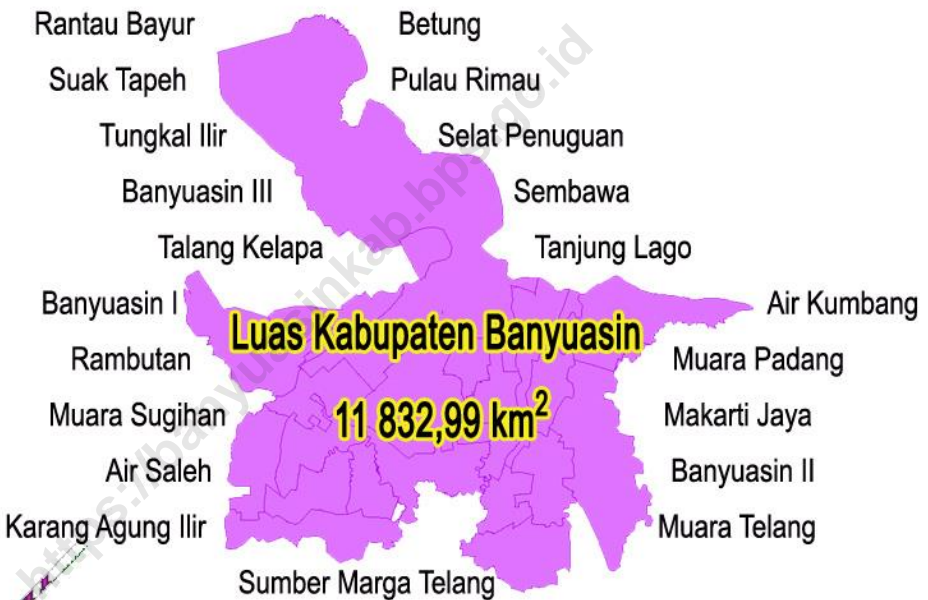 Rantau Bayur
Betung
Suak Tapeh
Pulau Rimau
Tungkal Ilir
Selat Penuguan
Banyuasin III
Sembawa
Talang Kelapa
Tanjung Lago
Banyuasin I
Air Kumbang
Luas Kabupaten Banyuasin
Rambutan
Muara Padang
11 832,99 km²
Muara Sugihan
Makarti Jaya
Air Saleh
Banyuasin II
Karang Agung Ilir
Muara Telang
Sumber Marga Telang
https://banyuasinkab.bps.go.id